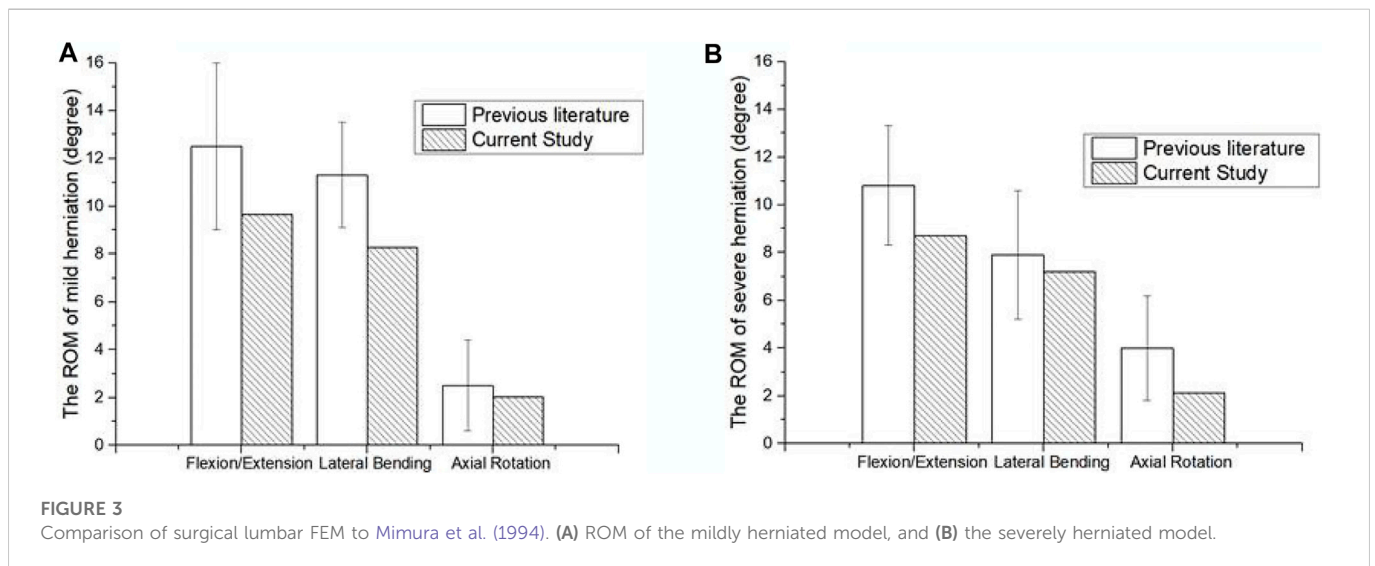 A
The ROM of mild herniation (degree)
16
14
12
10
8
6
4
2
0
Previous literature
Current Study
Flexion/Extension Lateral Bending Axial Rotation
B
The ROM of severe herniation (degree)
16
14
12
10
8
6
4
2
0
Previous literature
Current Study
Flexion/Extension Lateral Bending Axial Rotation
FIGURE 3
Comparison of surgical lumbar FEM to Mimura et al. (1994). (A) ROM of the mildly herniated model, and (B) the severely herniated model.